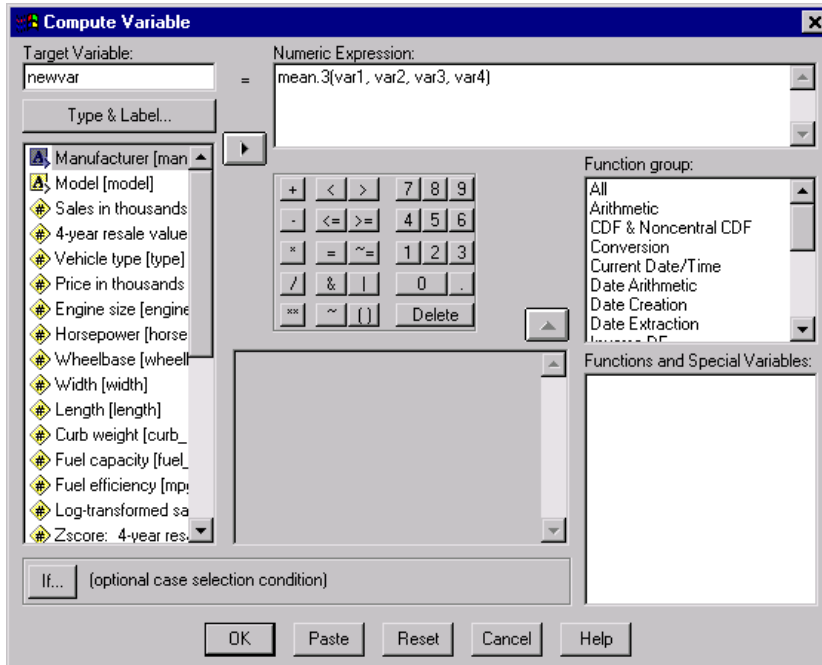 Compute Variable
Target Variable:
newvar
=
Numeric Expression:
mean.3(var1, var2, var3, var4)
Type & Label...
Manufacturer [man
Model [model]
Sales in thousands
4-year resale value
Vehicle type [type]
Price in thousands
Engine size [engine
Horsepower [horse
Wheelbase [wheell
Width [width]
Length [length]
Curb weight [curb_
Fuel capacity [fuel_
Fuel efficiency [mp
Log-transformed sa
Zscore: 4-year res
+ < > 7 8 9
- <= >= 4 5 6
* = ~= 1 2 3
/ & | 0 .
** ~ () Delete
Function group:
All
Arithmetic
CDF & Noncentral CDF
Conversion
Current Date/Time
Date Arithmetic
Date Creation
Date Extraction
Inverse DF
Functions and Special Variables:
If... (optional case selection condition)
OK Paste Reset Cancel Help